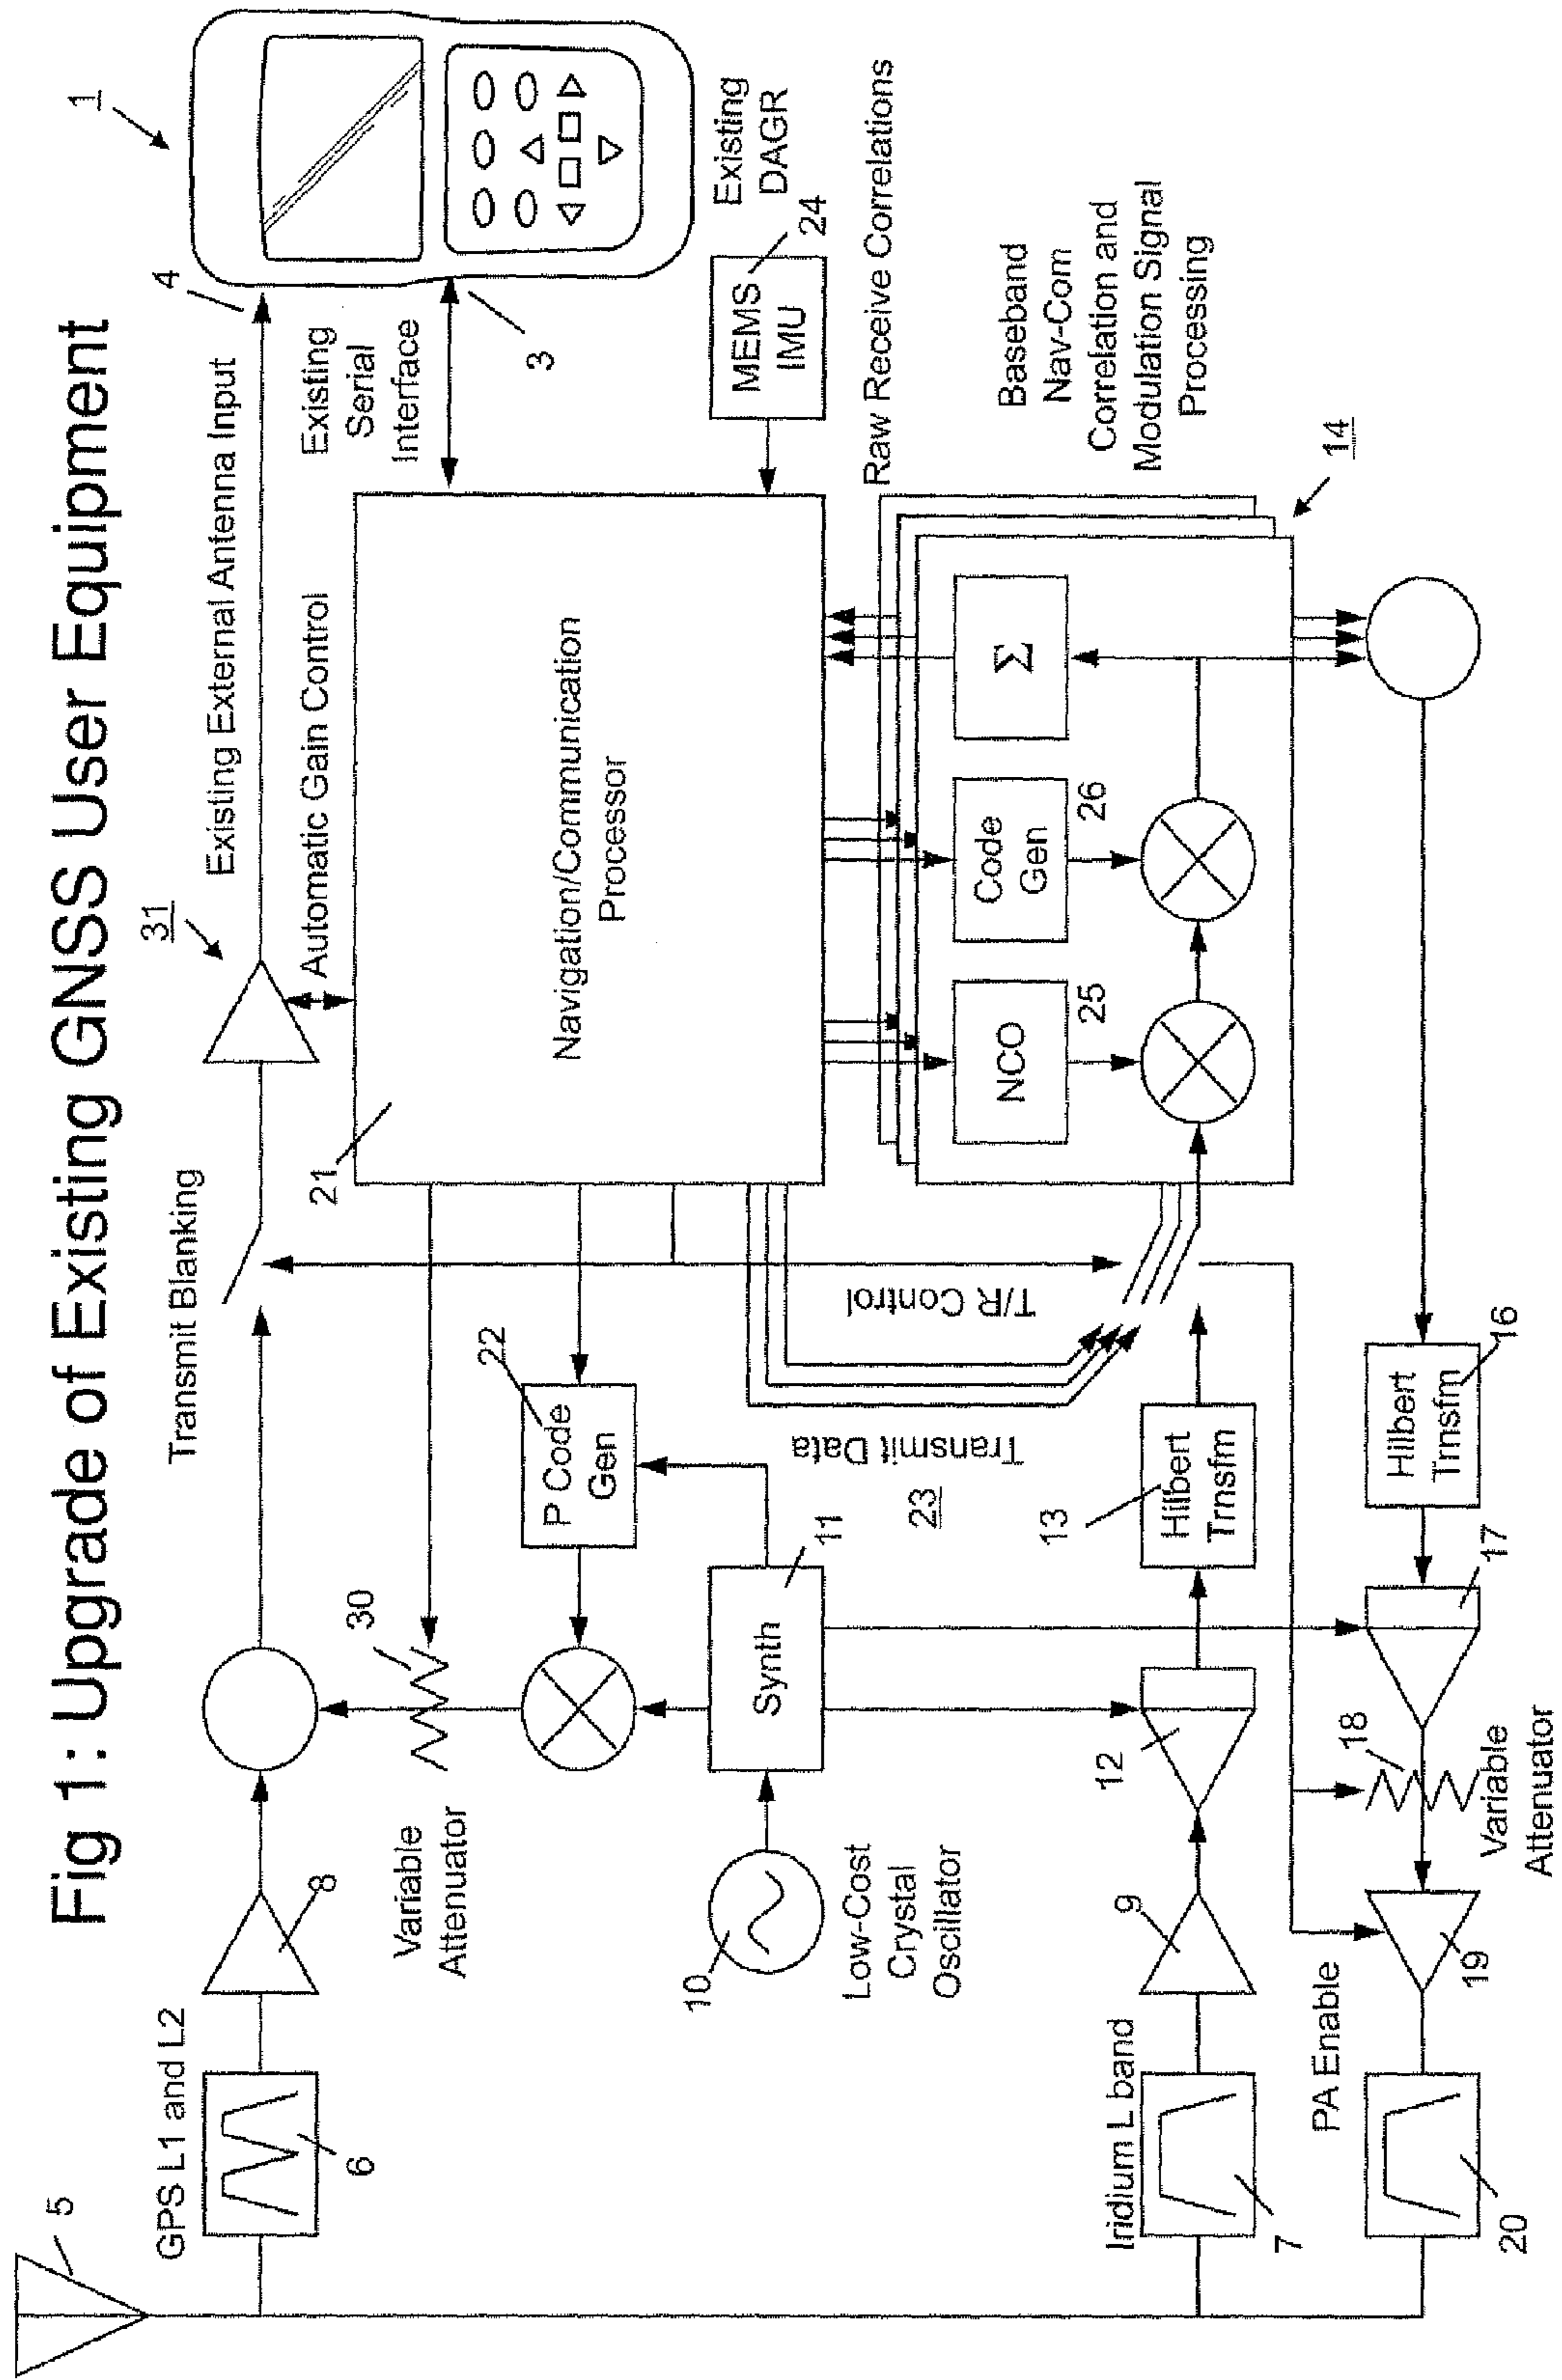 Fig 1: Upgrade of Existing GNSS User Equipment
5
GPS L1 and L2
6
8
Transmit Blanking
31
Existing External Antenna Input
4
1
Automatic Gain Control
Existing
Serial
Interface
3
Existing
DAGR
Variable
Attenuator
30
22
P Code
Gen
21
Navigation/Communication
Processor
MEMS
IMU
24
10
Low-Cost
Crystal
Oscillator
Synth
11
Transmit Data
23
T/R Control
Raw Receive Correlations
NCO
25
Code
Gen
26
Σ
Baseband
Nav-Com
Correlation and
Modulation Signal
Processing
14
Iridium L band
7
9
12
13
Hilbert
Trnsfm
PA Enable
20
19
18
Variable
Attenuator
17
Hilbert
Trnsfm
16